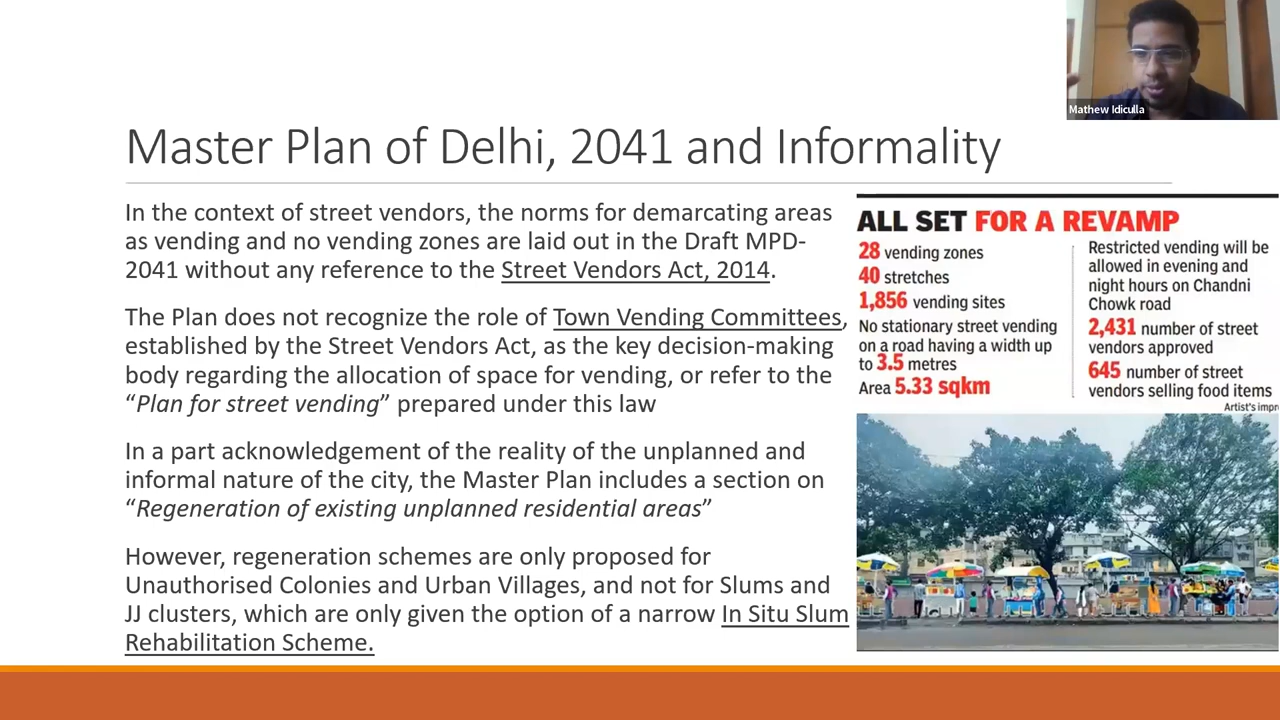 Mathew Idiculla
Master Plan of Delhi, 2041 and Informality
In the context of street vendors, the norms for demarcating areas
as vending and no vending zones are laid out in the Draft MPD-
2041 without any reference to the Street Vendors Act, 2014.
The Plan does not recognize the role of Town Vending Committees,
established by the Street Vendors Act, as the key decision-making
body regarding the allocation of space for vending, or refer to the
“Plan for street vending” prepared under this law
In a part acknowledgement of the reality of the unplanned and
informal nature of the city, the Master Plan includes a section on
“Regeneration of existing unplanned residential areas”
However, regeneration schemes are only proposed for
Unauthorised Colonies and Urban Villages, and not for Slums and
JJ clusters, which are only given the option of a narrow In Situ Slum
Rehabilitation Scheme.
ALL SET FOR A REVAMP
28 vending zones
40 stretches
1,856 vending sites
No stationary street vending
on a road having a width up
to 3.5 metres
Area 5.33 sqkm
Restricted vending will be
allowed in evening and
night hours on Chandni
Chowk road
2,431 number of street
vendors approved
645 number of street
vendors selling food items
Artist's impr